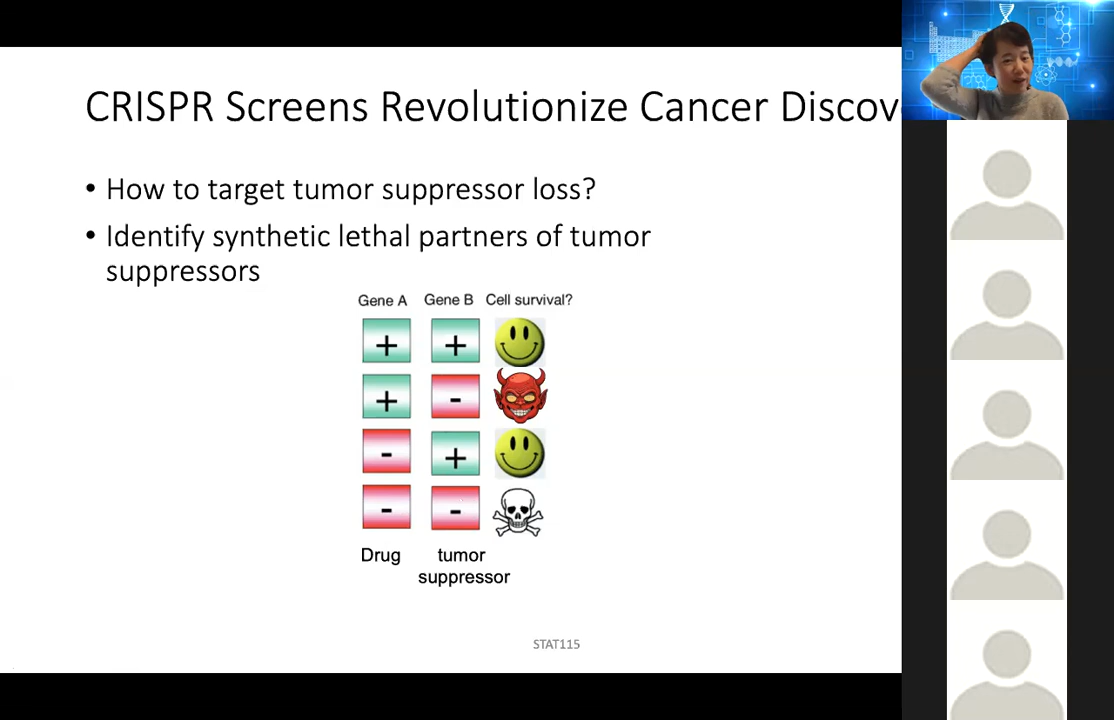 CRISPR Screens Revolutionize Cancer Discov
• How to target tumor suppressor loss?
• Identify synthetic lethal partners of tumor
suppressors
Gene A Gene B Cell survival?
+ +
+ -
- +
- -
Drug tumor
suppressor
STAT115